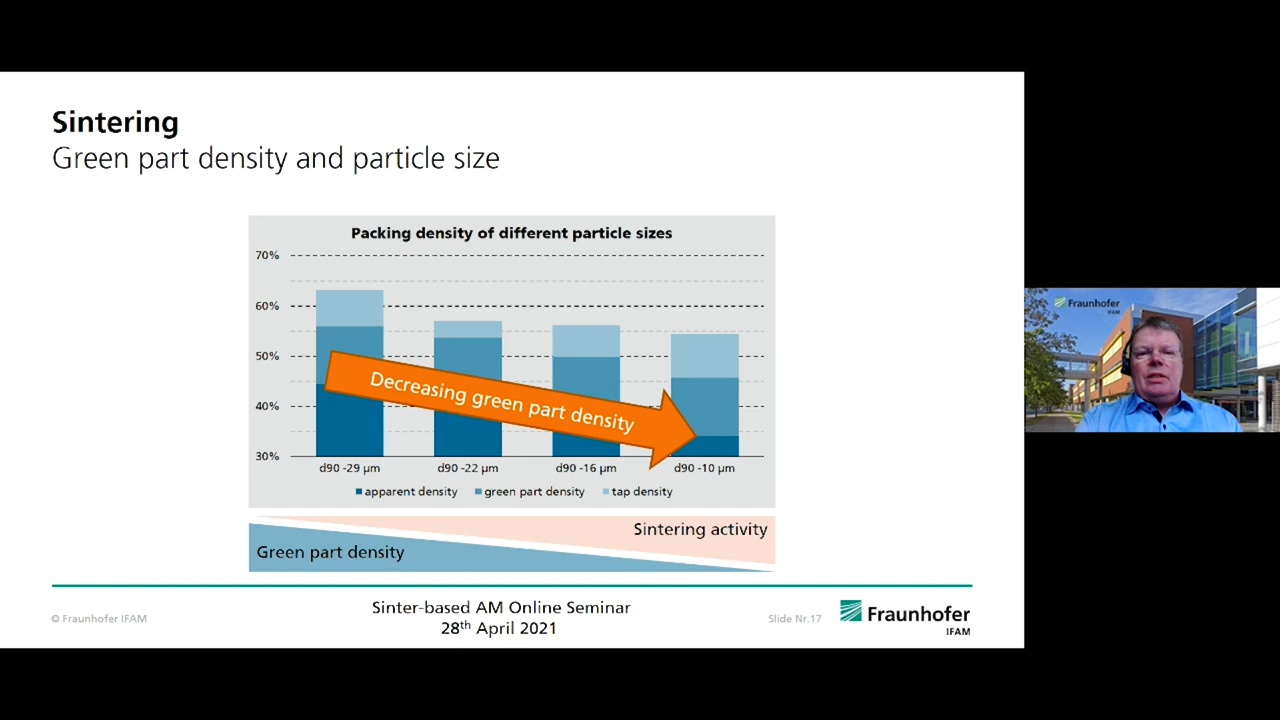 Sintering
Green part density and particle size
Packing density of different particle sizes
70%
60%
50%
40%
30%
Decreasing green part density
d90 -29 µm
d90 -22 µm
d90 -16 µm
d90 -10 µm
apparent density
green part density
tap density
Sintering activity
Green part density
© Fraunhofer IFAM
Sinter-based AM Online Seminar
28th April 2021
Slide Nr.17
Fraunhofer
IFAM
Fraunhofer
IFAM